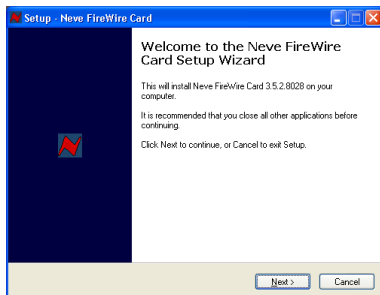 Setup - Neve FireWire Card
Welcome to the Neve FireWire
Card Setup Wizard
This will install Neve FireWire Card 3.5.2.8028 on your
computer.
It is recommended that you close all other applications before
continuing.
Click Next to continue, or Cancel to exit Setup.
Next >
Cancel